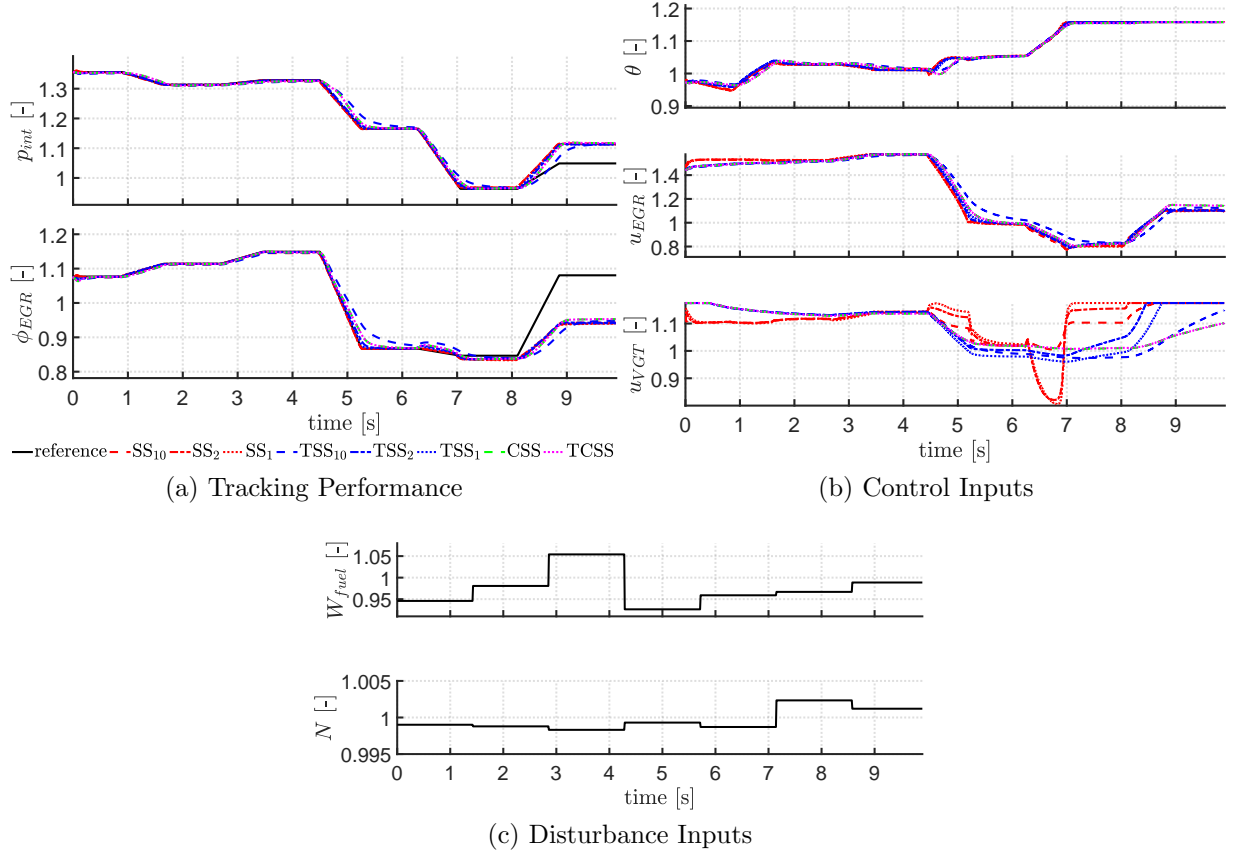 1.3
1.2
1.1
1
p_int [-]
1.2
1.1
1
0.9
0.8
ϕ_EGR [-]
0 1 2 3 4 5 6 7 8 9
time [s]
reference SS₁₀ SS₂ SS₁ TSS₁₀ TSS₂ TSS₁ CSS TCSS
(a) Tracking Performance
1.2
1.1
1
0.9
θ [-]
1.4
1.2
1
0.8
u_EGR [-]
1.1
1
0.9
u_VGT [-]
0 1 2 3 4 5 6 7 8 9
time [s]
(b) Control Inputs
1.05
1
0.95
W_fuel [-]
1.005
1
0.995
N [-]
0 1 2 3 4 5 6 7 8 9
time [s]
(c) Disturbance Inputs